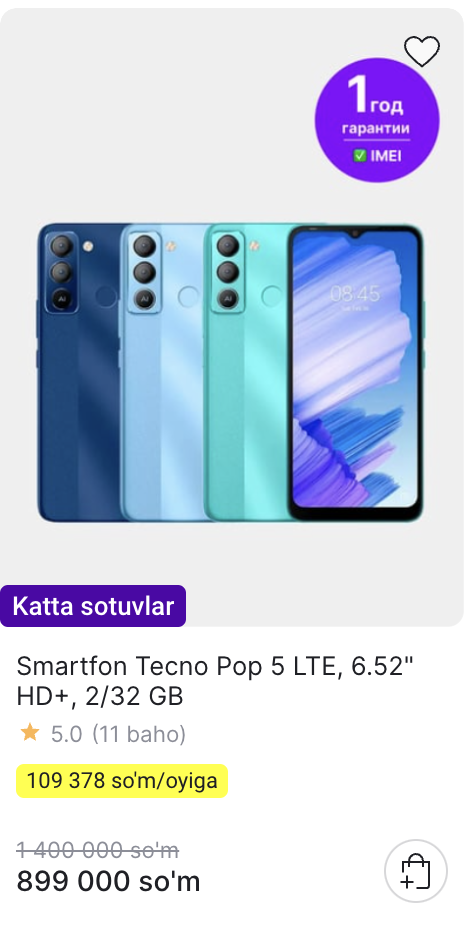 1 год
гарантии
✅ IMEI
08:45
Katta sotuvlar
Smartfon Tecno Pop 5 LTE, 6.52"
HD+, 2/32 GB
5.0 (11 baho)
109 378 so'm/oyiga
1 400 000 so'm
899 000 so'm